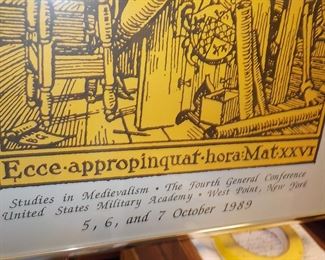 Ecce·appropinquat·hora·Mat·XXVI
Studies in Medievalism • The Fourth General Conference
United States Military Academy • West Point, New York
5, 6, and 7 October 1989